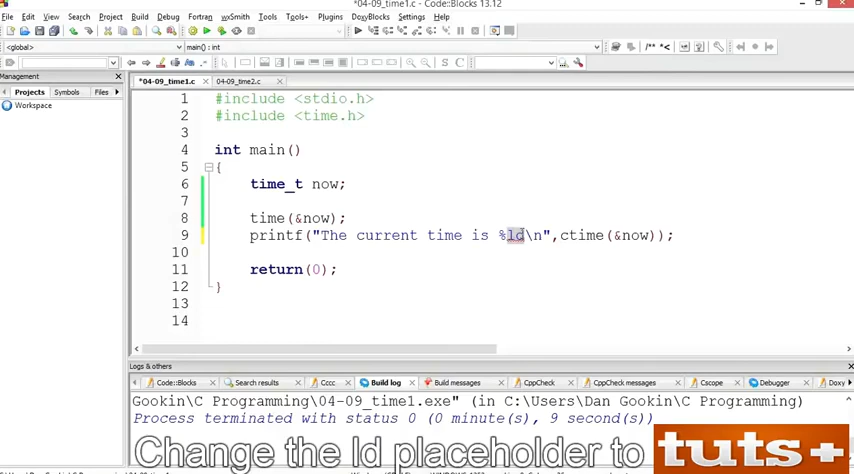 *04-09_time1.c - Code::Blocks 13.12
File Edit View Search Project Build Debug Fortran wxSmith Tools Tools+ Plugins DoxyBlocks Settings Help
<global> main() : int
Management
Projects Symbols Files
Workspace
*04-09_time1.c 04-09_tme2.c
1 #include <stdio.h>
2 #include <time.h>
3
4 int main()
5 {
6 time_t now;
7
8 time(&now);
9 printf("The current time is %ld\n",ctime(&now));
10
11 return(0);
12 }
13
14
Logs & others
Code::Blocks Search results Cccc Build log Build messages CppCheck CppCheck messages Cscope Debugger Doxy
Gookin\C Programming\04-09_time1.exe" (in C:\Users\Dan Gookin\C Programming)
Process terminated with status 0 (0 minute(s), 9 second(s))
Change the ld placeholder to
tuts+